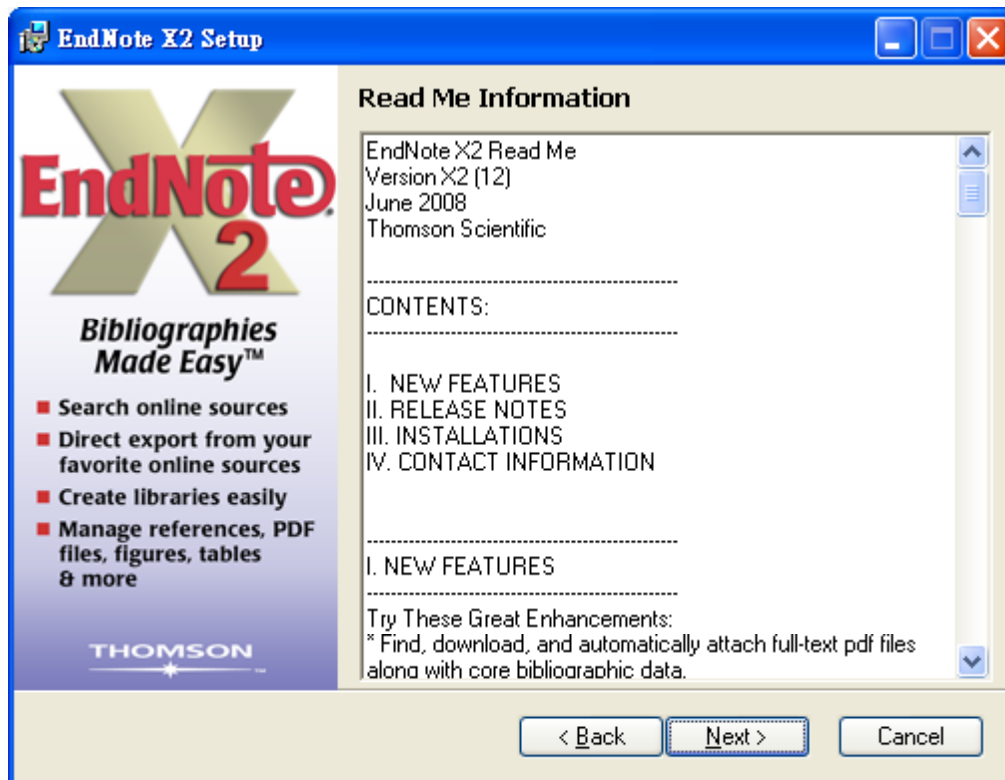 EndNote X2 Setup
X
EndNote
2
Bibliographies
Made Easy™
Search online sources
Direct export from your
favorite online sources
Create libraries easily
Manage references, PDF
files, figures, tables
& more
THOMSON
Read Me Information
EndNote X2 Read Me
Version X2 (12)
June 2008
Thomson Scientific
----------------------------------------------------
CONTENTS:
----------------------------------------------------
I. NEW FEATURES
II. RELEASE NOTES
III. INSTALLATIONS
IV. CONTACT INFORMATION
----------------------------------------------------
I. NEW FEATURES
----------------------------------------------------
Try These Great Enhancements:
* Find, download, and automatically attach full-text pdf files
along with core bibliographic data.
< Back
Next >
Cancel